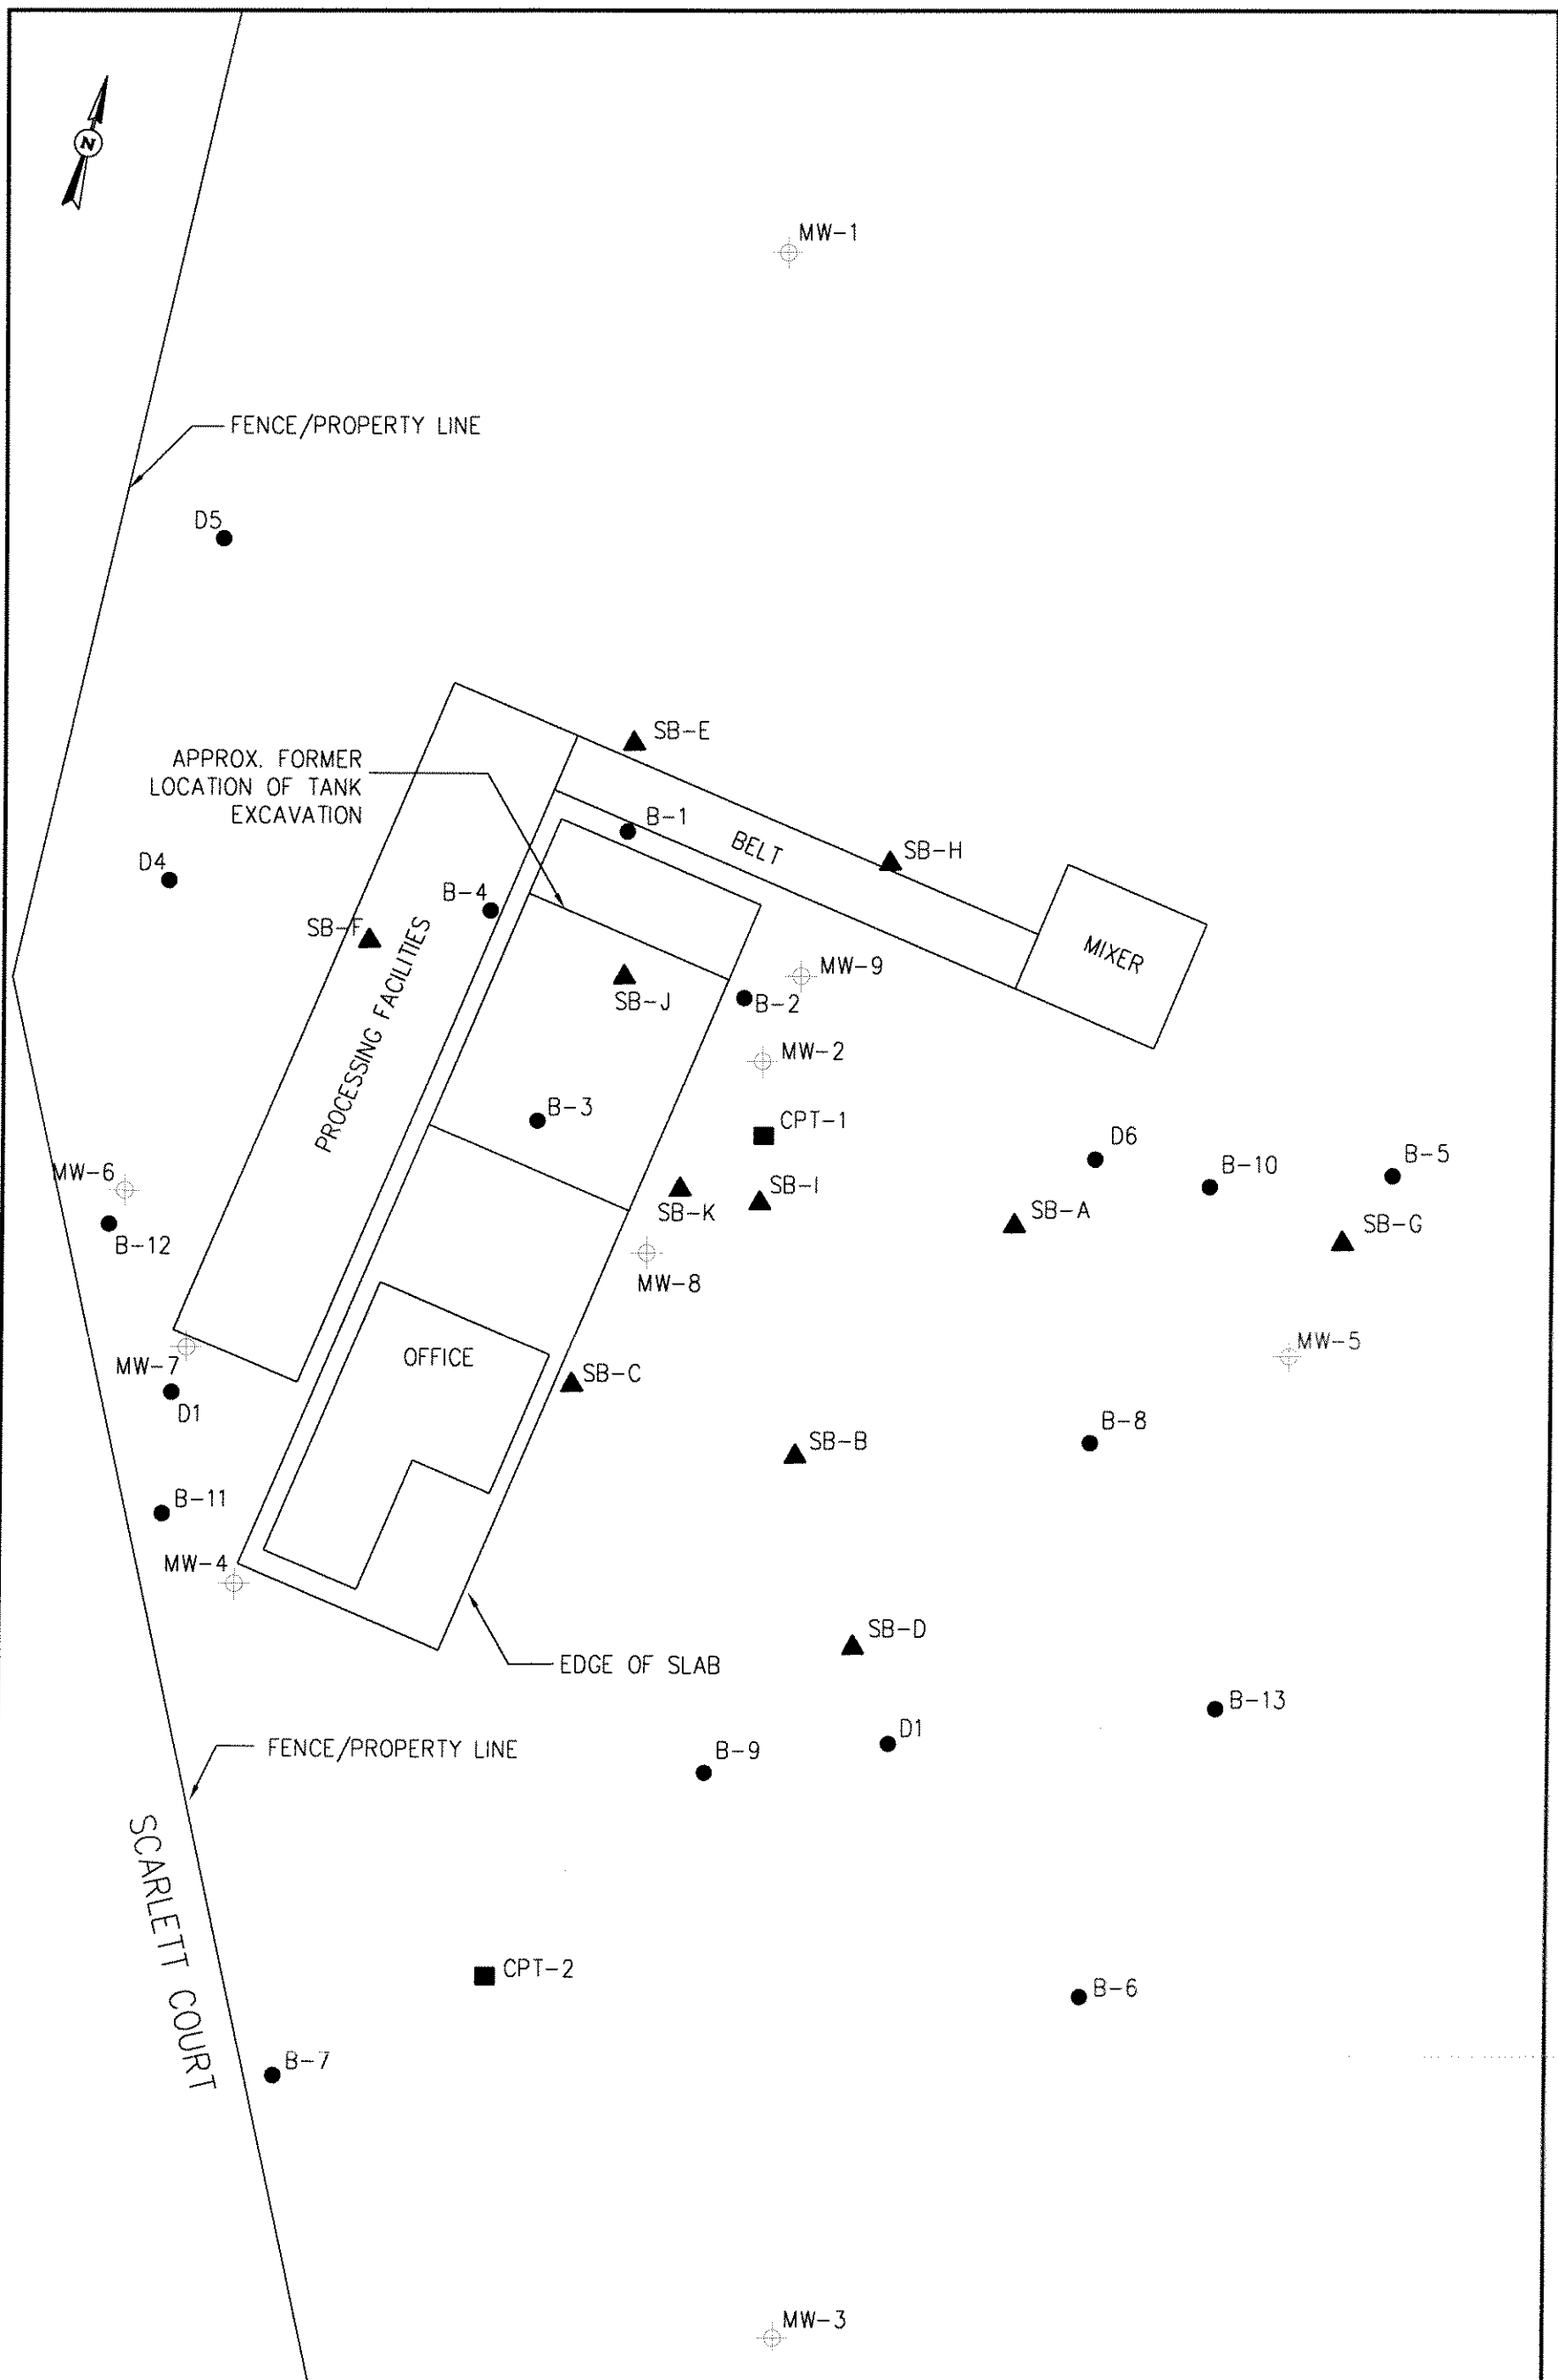 N
MW-1
FENCE/PROPERTY LINE
D5
SB-E
APPROX. FORMER
LOCATION OF TANK
EXCAVATION
B-1
BELT
SB-H
D4
B-4
SB-F
MIXER
MW-9
SB-J
B-2
PROCESSING FACILITIES
MW-2
B-3
CPT-1
D6
B-10
B-5
MW-6
SB-I
SB-K
SB-A
SB-G
B-12
MW-8
MW-5
OFFICE
MW-7
SB-C
D1
B-8
SB-B
B-11
MW-4
SB-D
EDGE OF SLAB
B-13
D1
FENCE/PROPERTY LINE
B-9
SCARLETT COURT
CPT-2
B-6
B-7
MW-3